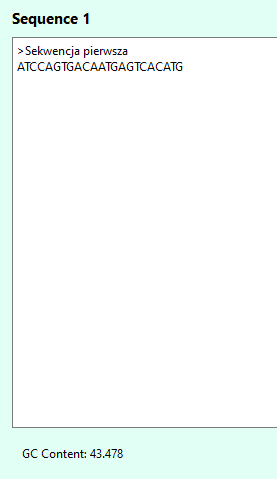 Sequence 1
>Sekwencja pierwsza
ATCCAGTGACAATGAGTCACATG
GC Content: 43.478